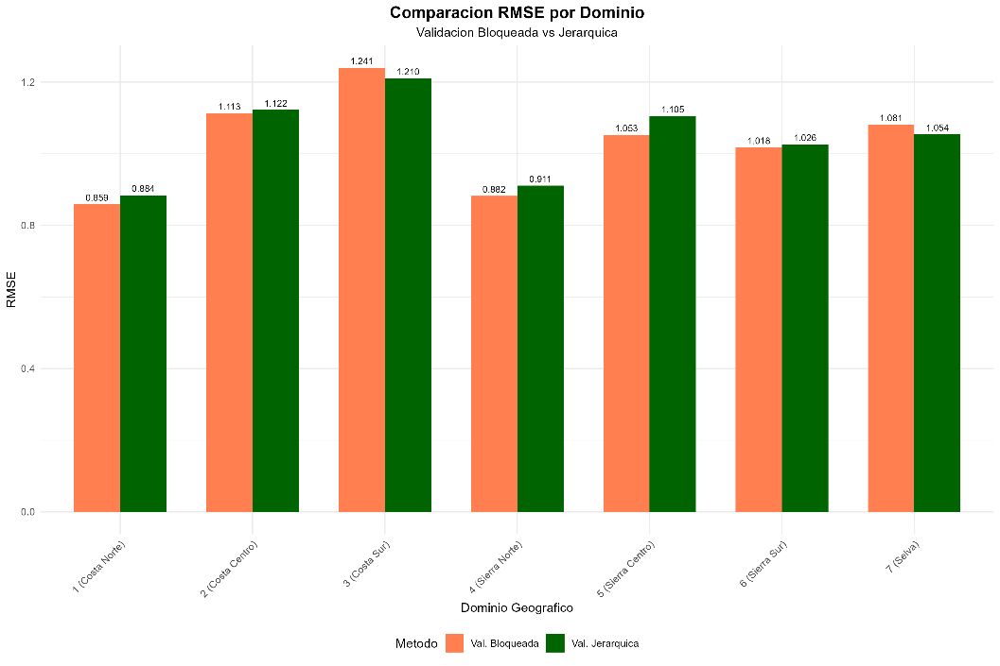 Comparacion RMSE por Dominio
Validacion Bloqueada vs Jerarquica
RMSE
1.2
0.8
0.4
0.0
0.859
0.884
1.113
1.122
1.241
1.210
0.882
0.911
1.053
1.105
1.018
1.026
1.081
1.054
1 (Costa Norte)
2 (Costa Centro)
3 (Costa Sur)
4 (Sierra Norte)
5 (Sierra Centro)
6 (Sierra Sur)
7 (Selva)
Dominio Geografico
Metodo Val. Bloqueada Val. Jerarquica